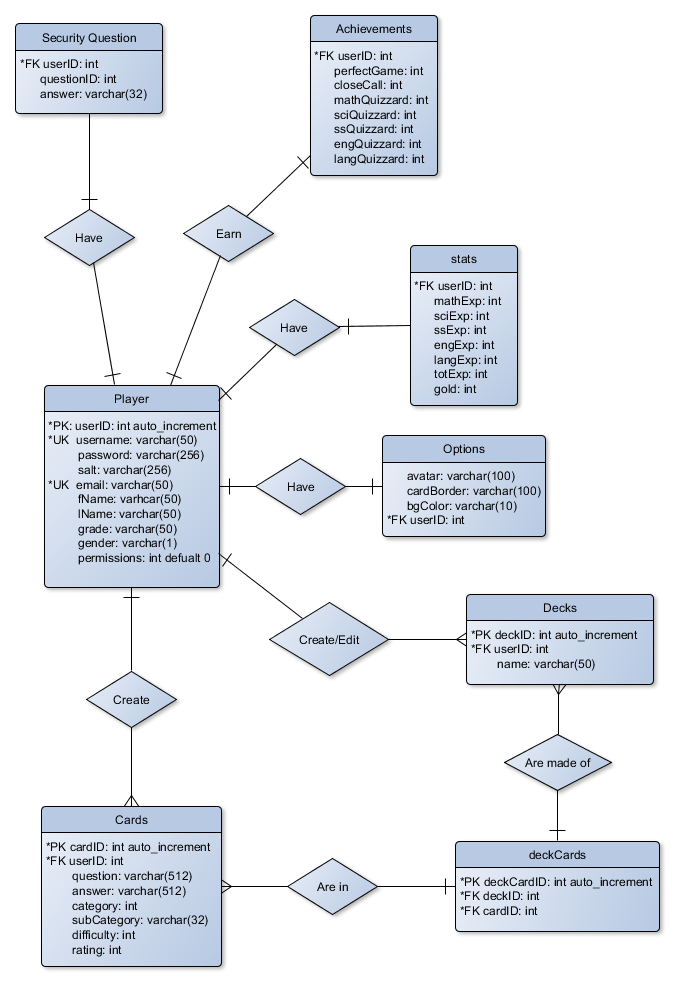 Security Question
*FK userID: int
questionID: int
answer: varchar(32)
Achievements
*FK userID: int
perfectGame: int
closeCall: int
mathQuizzard: int
sciQuizzard: int
ssQuizzard: int
engQuizzard: int
langQuizzard: int
Have
Earn
stats
*FK userID: int
mathExp: int
sciExp: int
ssExp: int
engExp: int
langExp: int
totExp: int
gold: int
Have
Player
*PK: userID: int auto_increment
*UK username: varchar(50)
password: varchar(256)
salt: varchar(256)
*UK email: varchar(50)
fName: varhcar(50)
lName: varchar(50)
grade: varchar(50)
gender: varchar(1)
permissions: int defualt 0
Have
Options
avatar: varchar(100)
cardBorder: varchar(100)
bgColor: varchar(10)
*FK userID: int
Create/Edit
Decks
*PK deckID: int auto_increment
*FK userID: int
name: varchar(50)
Create
Are made of
Cards
*PK cardID: int auto_increment
*FK userID: int
question: varchar(512)
answer: varchar(512)
category: int
subCategory: varchar(32)
difficulty: int
rating: int
Are in
deckCards
*PK deckCardID: int auto_increment
*FK deckID: int
*FK cardID: int